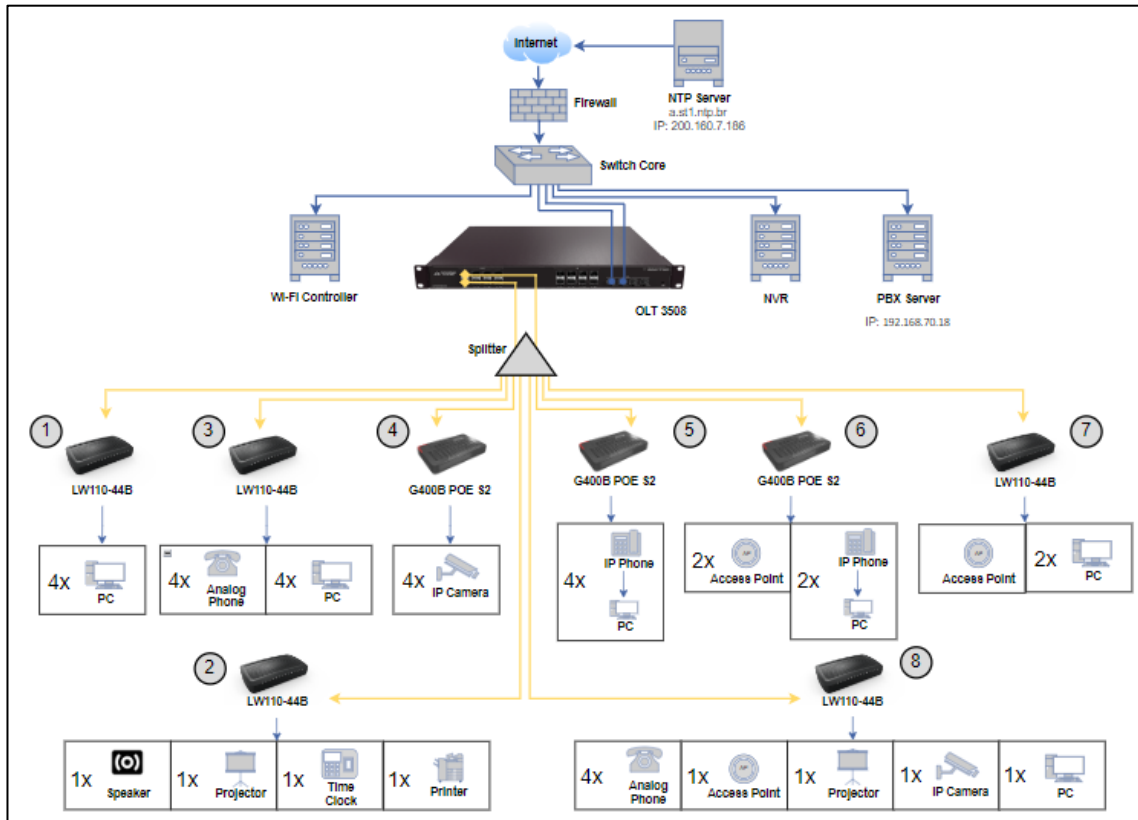 Internet
NTP Server
a.st1.ntp.br
IP: 200.160.7.186
Firewall
Switch Core
Wi-Fi Controller
OLT 3508
NVR
PBX Server
IP: 192.168.70.18
Splitter
1
3
4
5
6
7
LW110-44B
LW110-44B
G400B POE S2
G400B POE S2
G400B POE S2
LW110-44B
4x
PC
4x
Analog
Phone
4x
PC
4x
IP Camera
4x
IP Phone
PC
2x
AP
Access Point
2x
IP Phone
PC
AP
Access Point
2x
PC
2
LW110-44B
8
LW110-44B
1x
Speaker
1x
Projector
1x
Time
Clock
1x
Printer
4x
Analog
Phone
1x
AP
Access Point
1x
Projector
1x
IP Camera
1x
PC